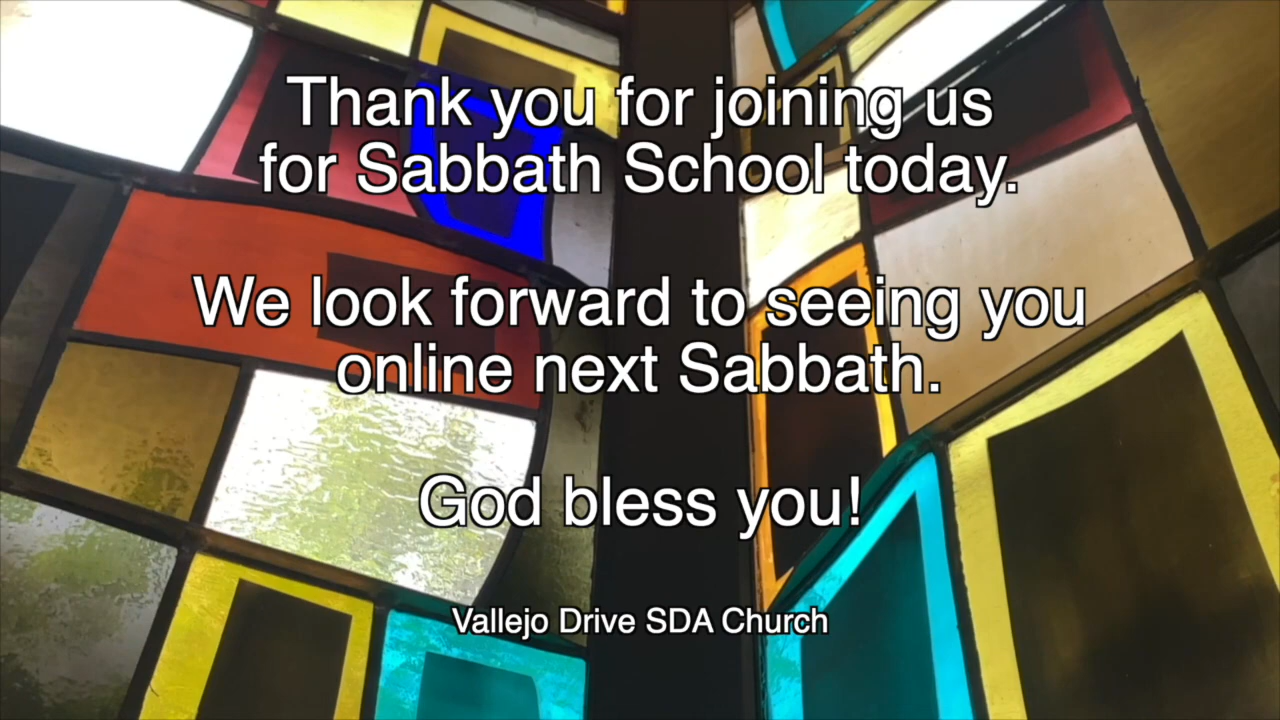 Thank you for joining us
for Sabbath School today.
We look forward to seeing you
online next Sabbath.
God bless you!
Vallejo Drive SDA Church